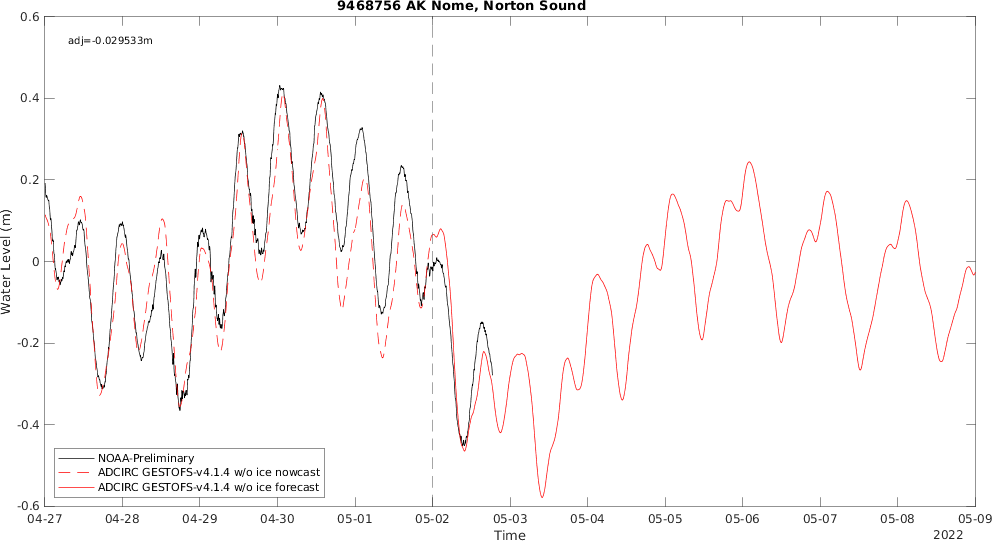 9468756 AK Nome, Norton Sound
adj=-0.029533m
0.6
0.4
0.2
0
-0.2
-0.4
-0.6
Water Level (m)
NOAA-Preliminary
ADCIRC GESTOFS-v4.1.4 w/o ice nowcast
ADCIRC GESTOFS-v4.1.4 w/o ice forecast
04-27 04-28 04-29 04-30 05-01 05-02 05-03 05-04 05-05 05-06 05-07 05-08 05-09
Time
2022